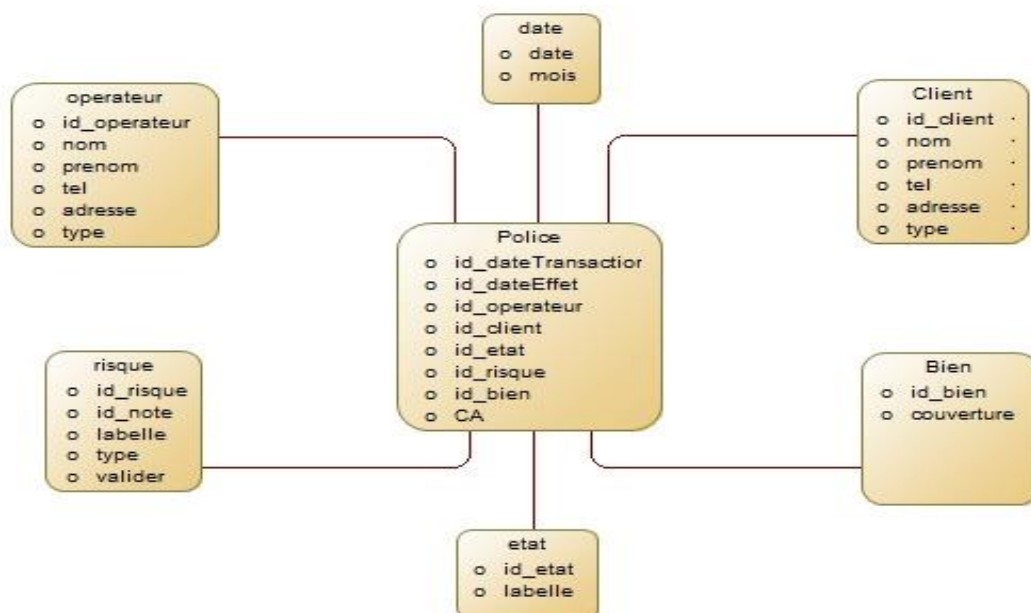 date
date
mois
operateur
id_operateur
nom
prenom
tel
adresse
type
Client
id_client
nom
prenom
tel
adresse
type
Police
id_dateTransactior
id_dateEffet
id_operateur
id_client
id_etat
id_risque
id_bien
CA
risque
id_risque
id_note
labelle
type
valider
Bien
id_bien
couverture
etat
id_etat
labelle